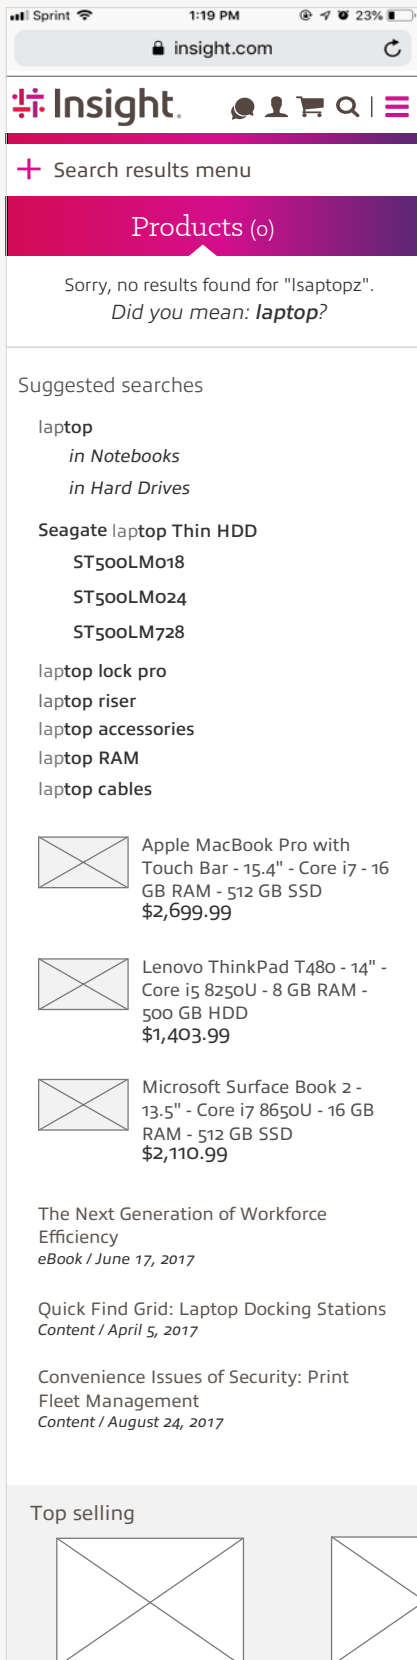 Sprint 1:19 PM 23%
insight.com
Insight.
Search results menu
Products (0)
Sorry, no results found for "lsaptopz".
Did you mean: laptop?
Suggested searches
laptop
in Notebooks
in Hard Drives
Seagate laptop Thin HDD
ST500LM018
ST500LM024
ST500LM728
laptop lock pro
laptop riser
laptop accessories
laptop RAM
laptop cables
Apple MacBook Pro with
Touch Bar - 15.4" - Core i7 - 16
GB RAM - 512 GB SSD
$2,699.99
Lenovo ThinkPad T480 - 14" -
Core i5 8250U - 8 GB RAM -
500 GB HDD
$1,403.99
Microsoft Surface Book 2 -
13.5" - Core i7 8650U - 16 GB
RAM - 512 GB SSD
$2,110.99
The Next Generation of Workforce
Efficiency
eBook / June 17, 2017
Quick Find Grid: Laptop Docking Stations
Content / April 5, 2017
Convenience Issues of Security: Print
Fleet Management
Content / August 24, 2017
Top selling